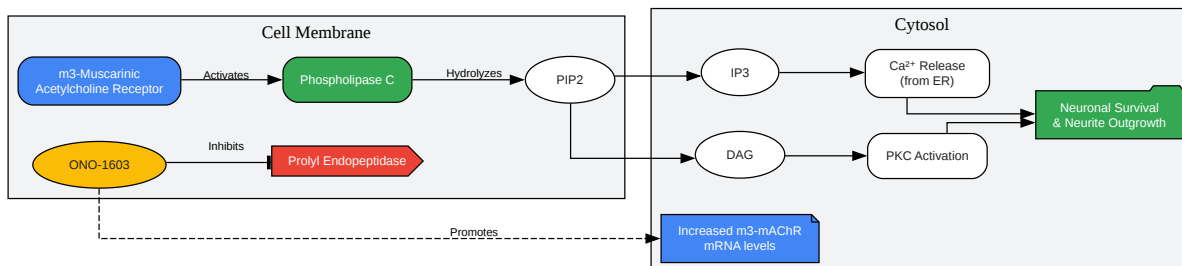 Cell Membrane
Cytosol
m3-Muscarinic
Acetylcholine Receptor
Activates
Phospholipase C
Hydrolyzes
PIP2
IP3
Ca²⁺ Release
(from ER)
Neuronal Survival
& Neurite Outgrowth
ONO-1603
Inhibits
Prolyl Endopeptidase
DAG
PKC Activation
Promotes
Increased m3-mAChR
mRNA levels